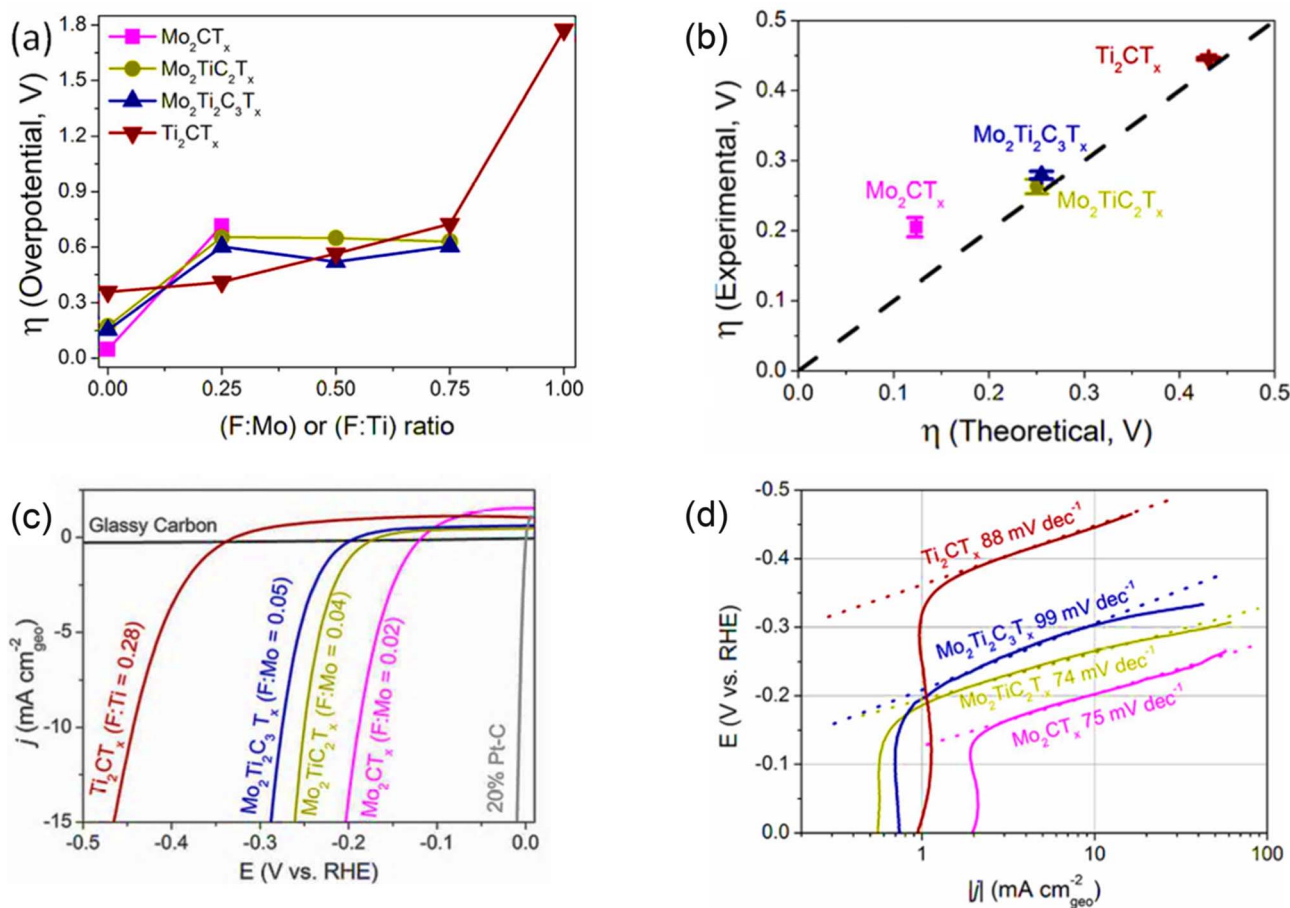 (a)
Mo₂CTₓ
Mo₂TiC₂Tₓ
Mo₂Ti₂C₃Tₓ
Ti₂CTₓ
η (Overpotential, V)
1.8
1.5
1.2
0.9
0.6
0.3
0.0
0.00 0.25 0.50 0.75 1.00
(F:Mo) or (F:Ti) ratio
(b)
η (Experimental, V)
0.5
0.4
0.3
0.2
0.1
0.0
Ti₂CTₓ
Mo₂Ti₂C₃Tₓ
Mo₂CTₓ
Mo₂TiC₂Tₓ
0.0 0.1 0.2 0.3 0.4 0.5
η (Theoretical, V)
(c)
j (mA cm⁻²geo)
0
-5
-10
-15
Glassy Carbon
Ti₂CTₓ (F:Ti = 0.28)
Mo₂Ti₂C₃ Tₓ (F:Mo = 0.05)
Mo₂TiC₂Tₓ (F:Mo = 0.04)
Mo₂CTₓ (F:Mo = 0.02)
20% Pt-C
-0.5 -0.4 -0.3 -0.2 -0.1 0.0
E (V vs. RHE)
(d)
E (V vs. RHE)
-0.5
-0.4
-0.3
-0.2
-0.1
0.0
Ti₂CTₓ 88 mV dec⁻¹
Mo₂Ti₂C₃Tₓ 99 mV dec⁻¹
Mo₂TiC₂Tₓ 74 mV dec⁻¹
Mo₂CTₓ 75 mV dec⁻¹
1 10 100
|j| (mA cm⁻²geo)